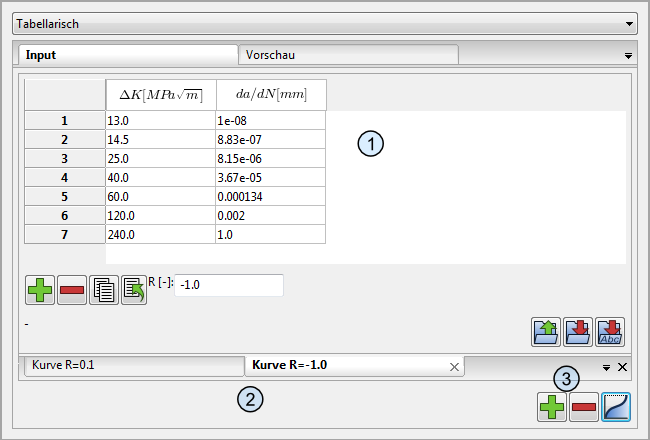 Tabellarisch
Input Vorschau
ΔK[MPa√m] da/dN[mm]
1 13.0 1e-08
2 14.5 8.83e-07
3 25.0 8.15e-06
4 40.0 3.67e-05
5 60.0 0.000134
6 120.0 0.002
7 240.0 1.0
1
R [-]: -1.0
-
Abc
Kurve R=0.1 Kurve R=-1.0
2
3